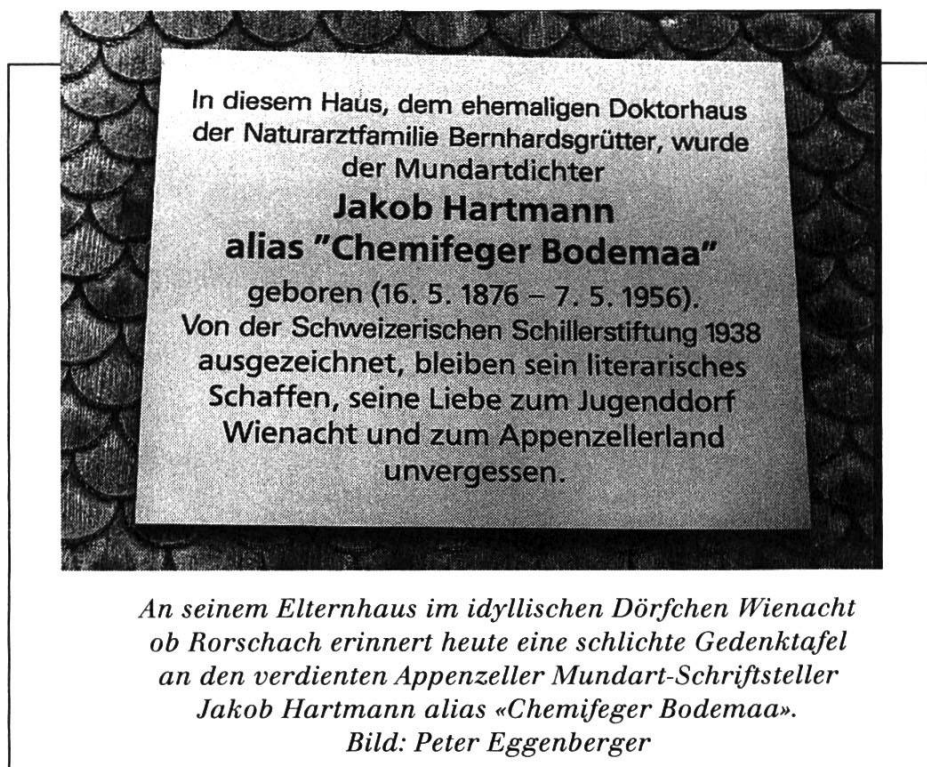 In diesem Haus, dem ehemaligen Doktorhaus
der Naturarztfamilie Bernhardsgrütter, wurde
der Mundartdichter
Jakob Hartmann
alias "Chemifeger Bodemaa"
geboren (16. 5. 1876 – 7. 5. 1956).
Von der Schweizerischen Schillerstiftung 1938
ausgezeichnet, bleiben sein literarisches
Schaffen, seine Liebe zum Jugenddorf
Wienacht und zum Appenzellerland
unvergessen.
An seinem Elternhaus im idyllischen Dörfchen Wienacht
ob Rorschach erinnert heute eine schlichte Gedenktafel
an den verdienten Appenzeller Mundart-Schriftsteller
Jakob Hartmann alias «Chemifeger Bodemaa».
Bild: Peter Eggenberger